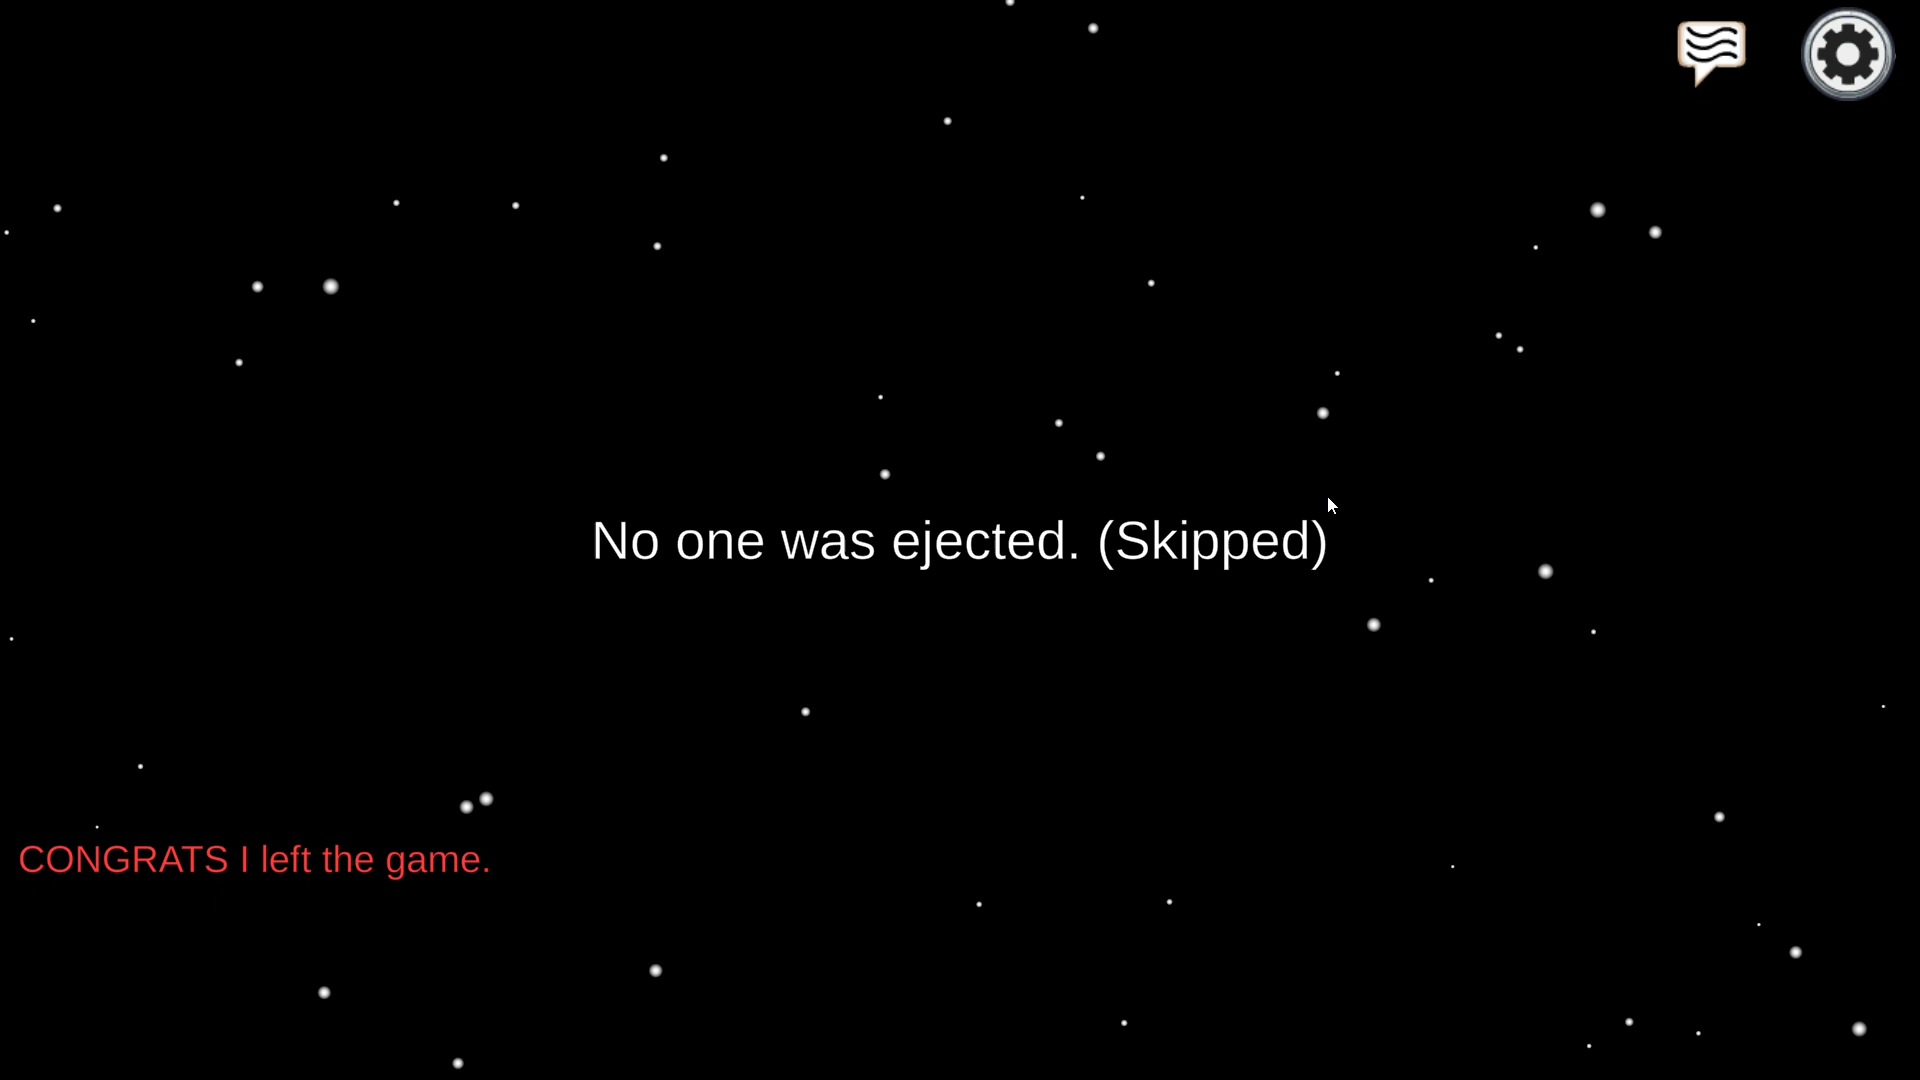 No one was ejected. (Skipped)
CONGRATS I left the game.